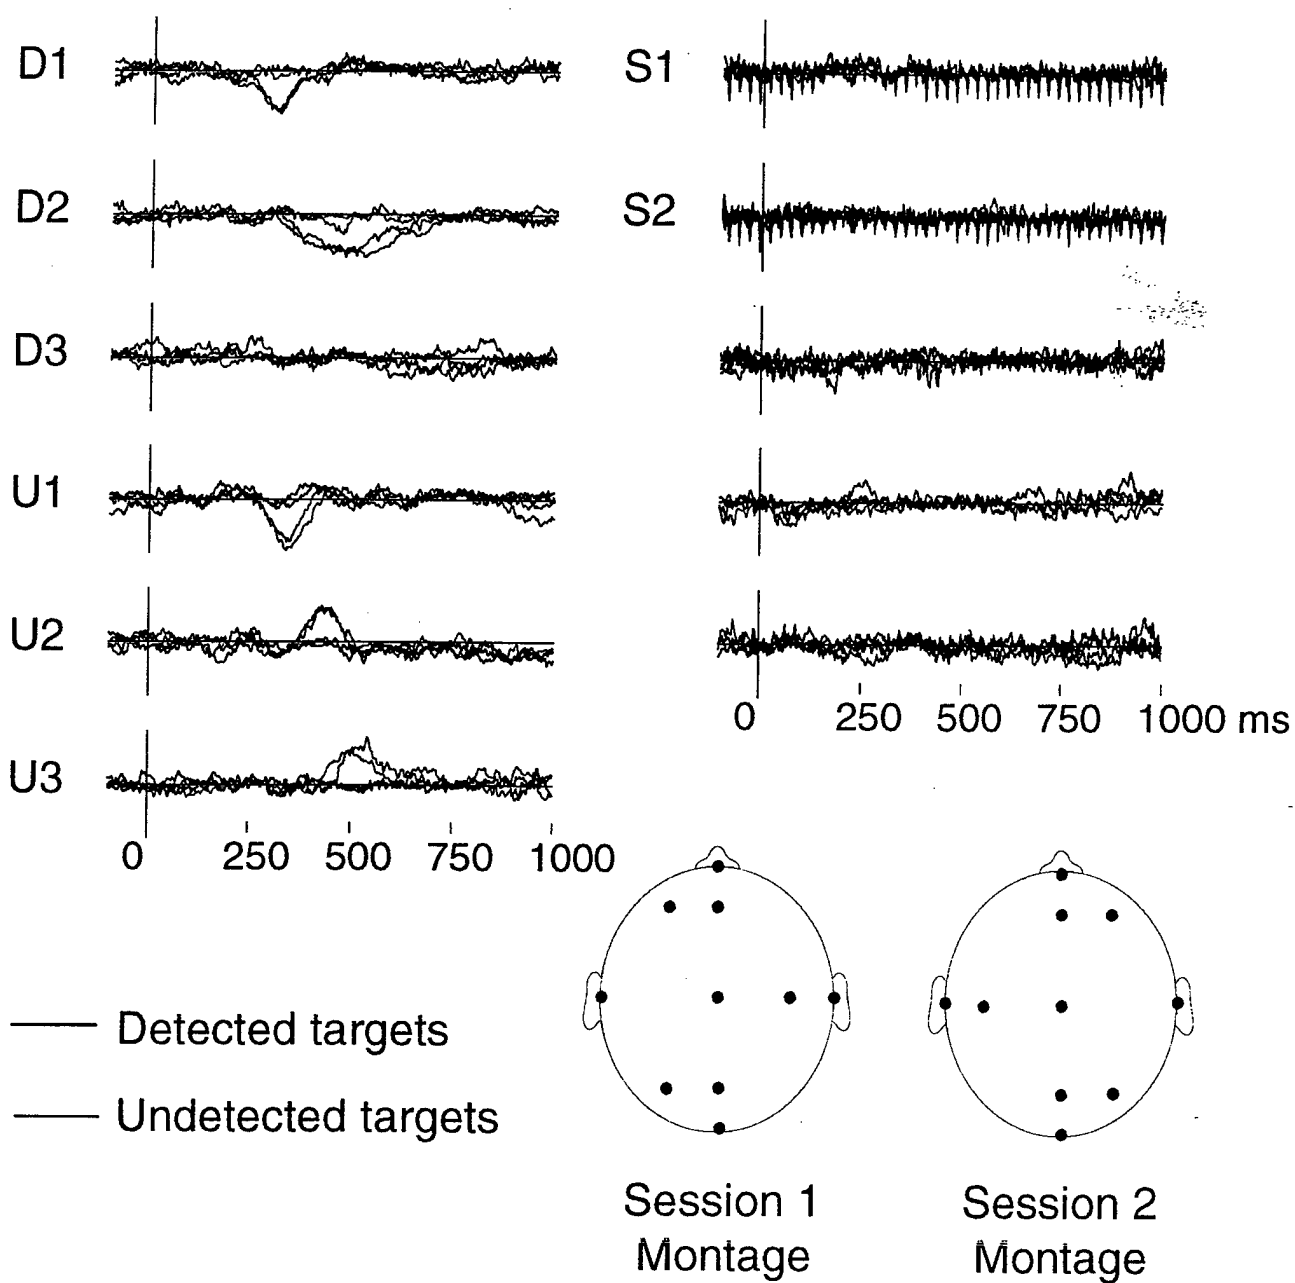 D1
D2
D3
U1
U2
U3
0 250 500 750 1000
S1
S2
0 250 500 750 1000 ms
Detected targets
Undetected targets
Session 1
Montage
Session 2
Montage